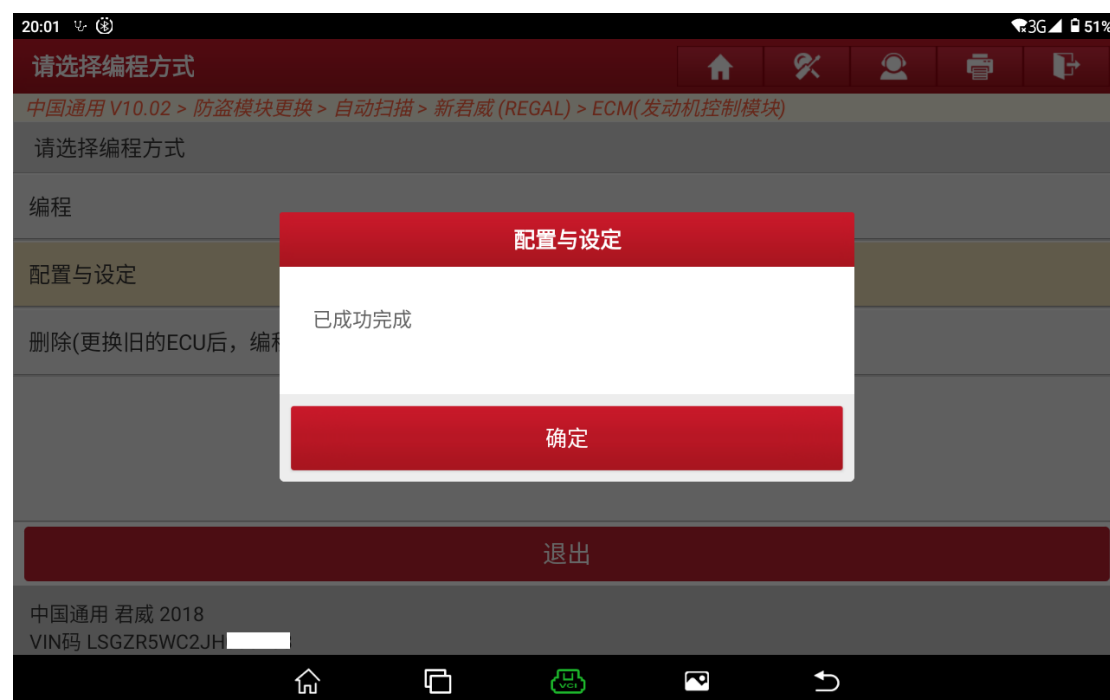 20:01 3G 51%
请选择编程方式
中国通用 V10.02 > 防盗模块更换 > 自动扫描 > 新君威 (REGAL) > ECM(发动机控制模块)
请选择编程方式
编程
配置与设定
配置与设定
已成功完成
删除(更换旧的ECU后，编
确定
退出
中国通用 君威 2018
VIN码 LSGZR5WC2JH
VCI